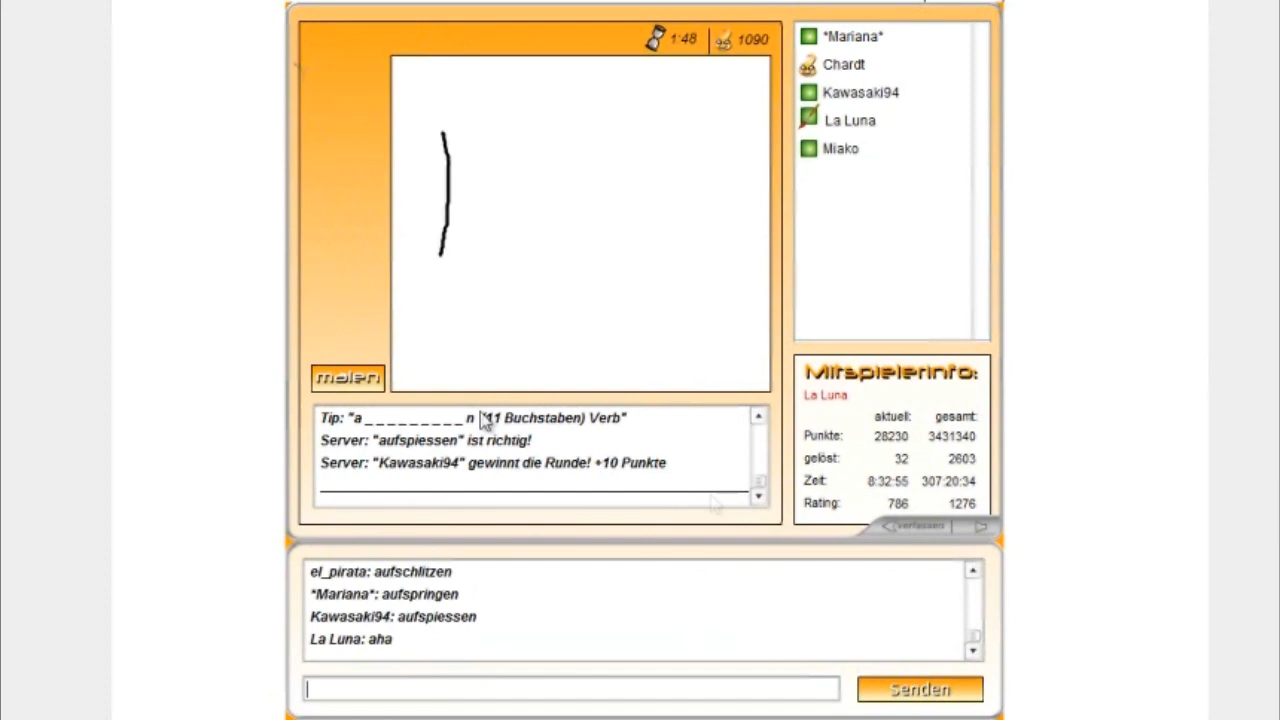 1:48 1090
malen
Tip: "a _ _ _ _ _ _ _ _ _ n (11 Buchstaben) Verb"
Server: "aufspiessen" ist richtig!
Server: "Kawasaki94" gewinnt die Runde! +10 Punkte
*Mariana*
Chardt
Kawasaki94
La Luna
Miako
Mitspielerinfo:
La Luna
aktuell: gesamt:
Punkte: 28230 3431340
gelöst: 32 2603
Zeit: 8:32:55 307:20:34
Rating: 786 1276
verlassen
el_pirata: aufschlitzen
*Mariana*: aufspringen
Kawasaki94: aufspiessen
La Luna: aha
Senden